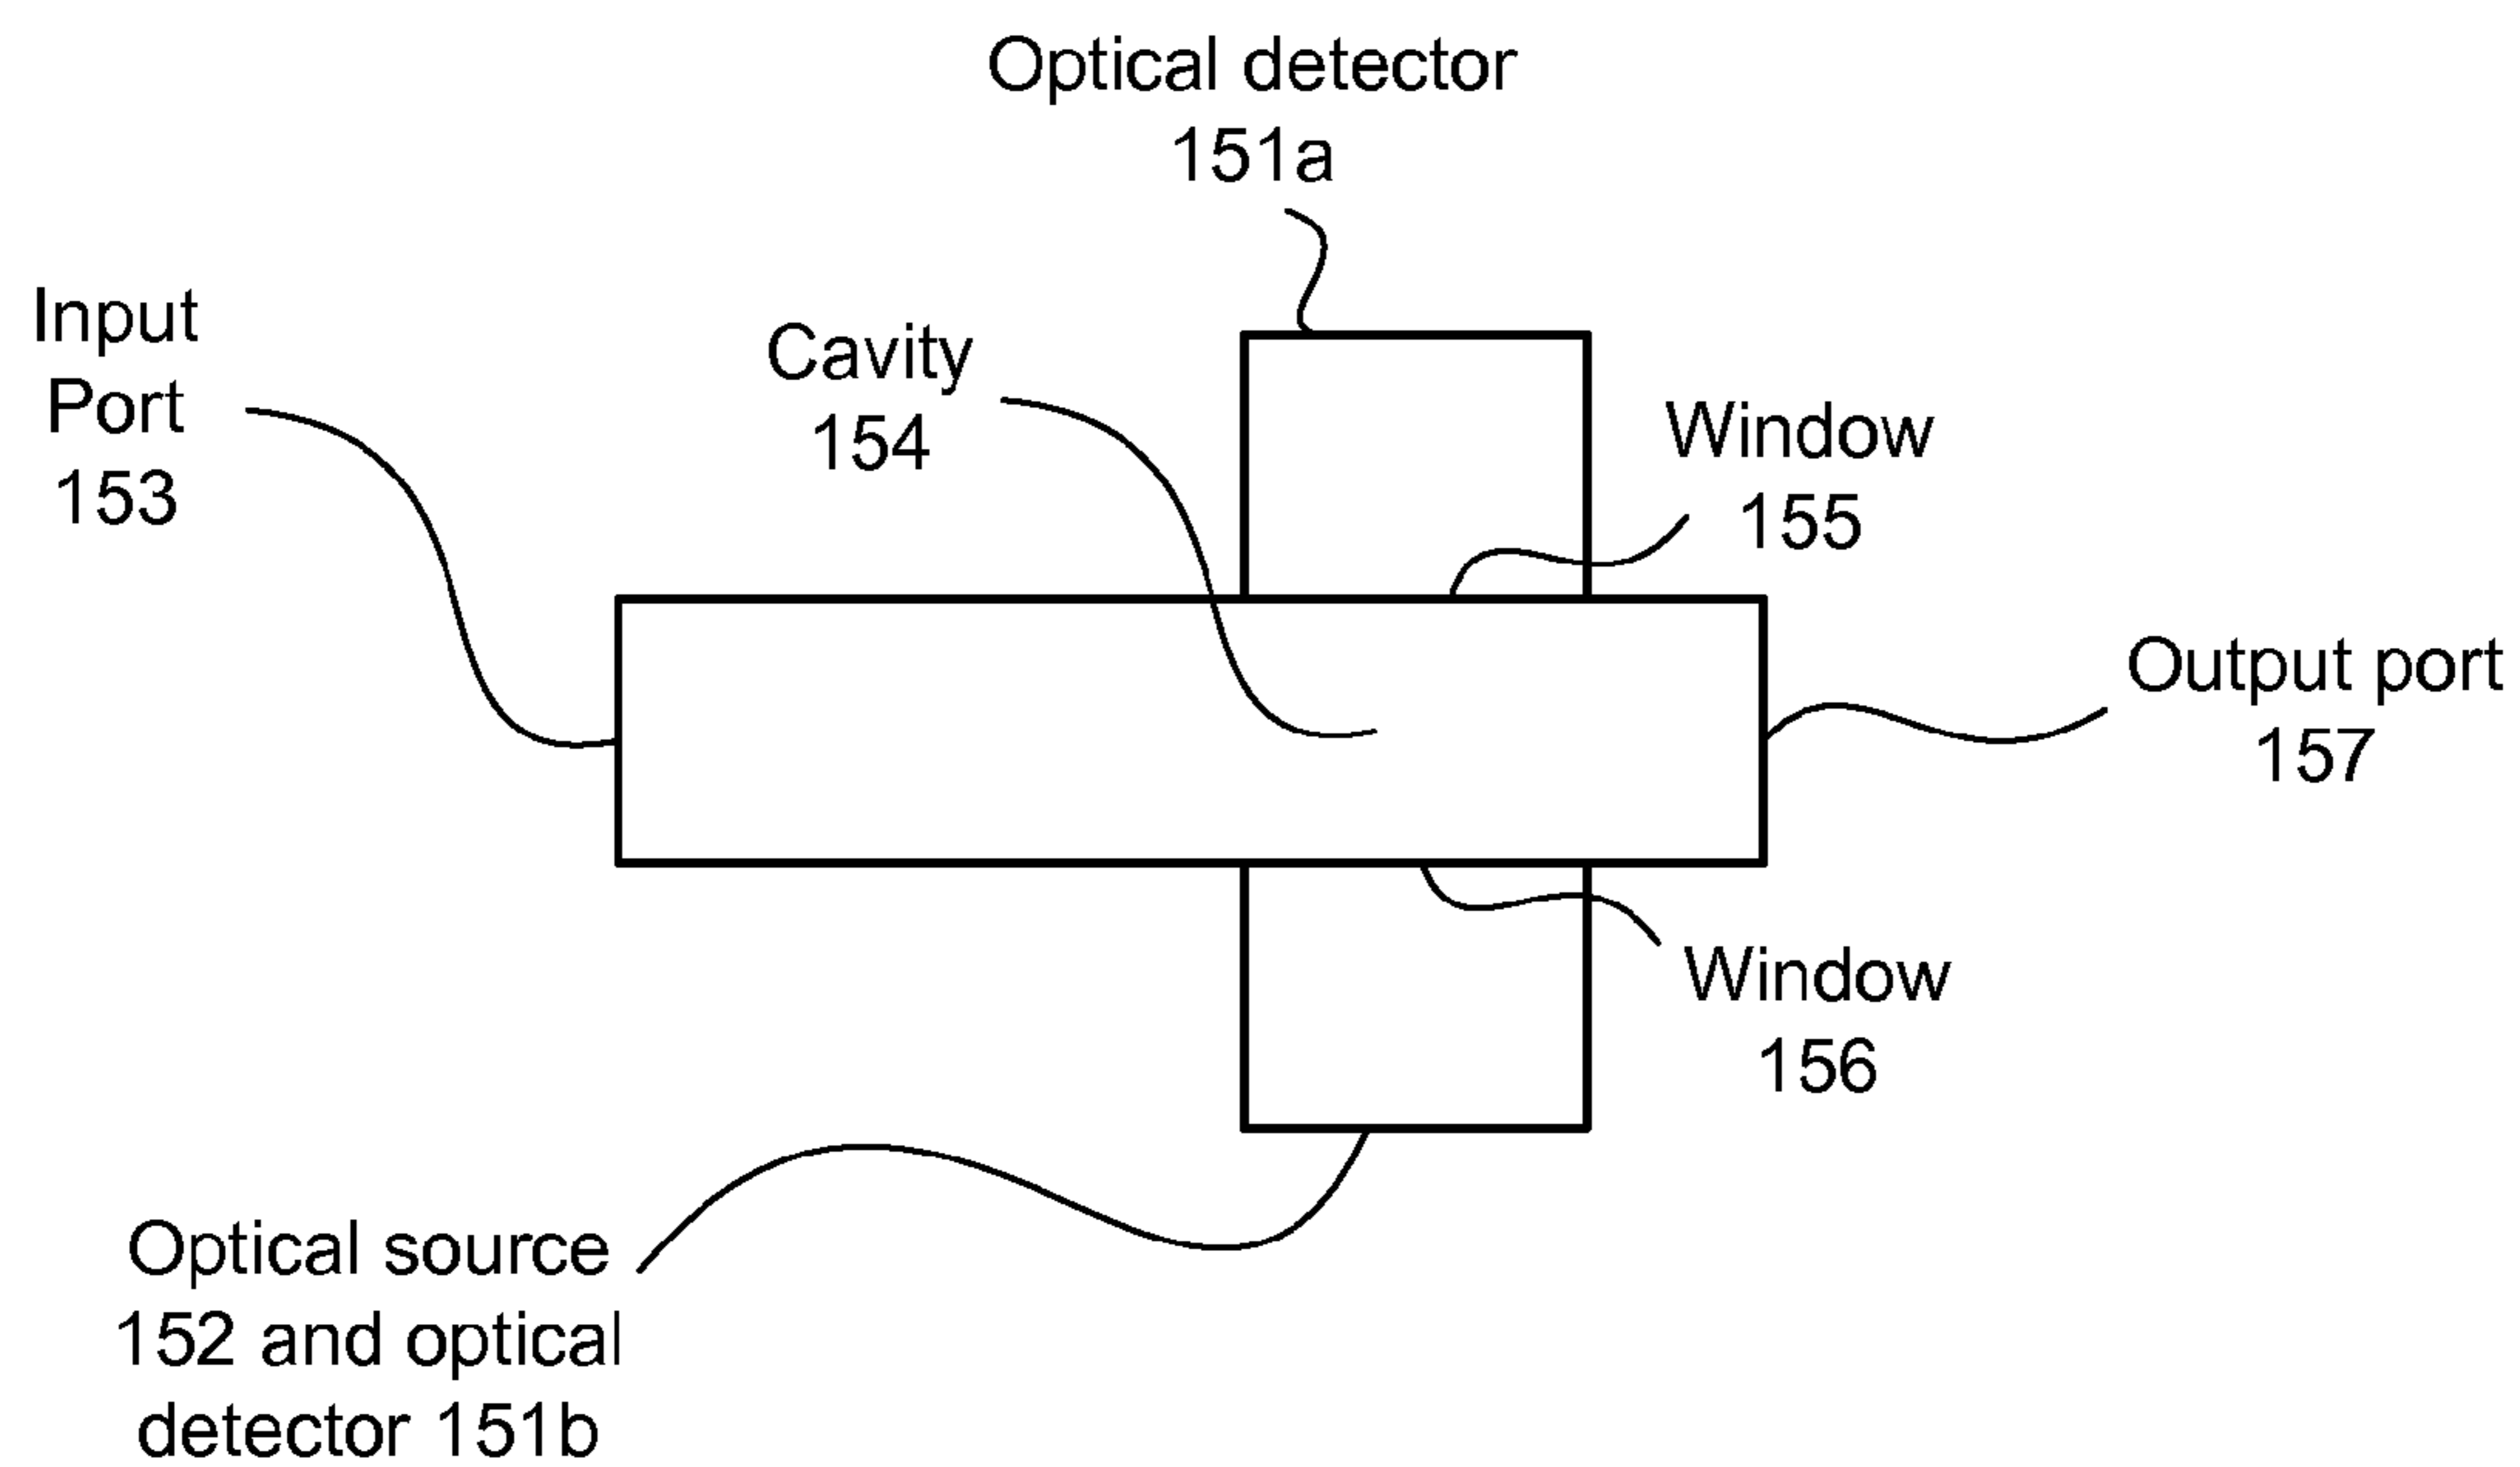 Optical detector
151a
Input
Port
153
Cavity
154
Window
155
Output port
157
Window
156
Optical source
152 and optical
detector 151b